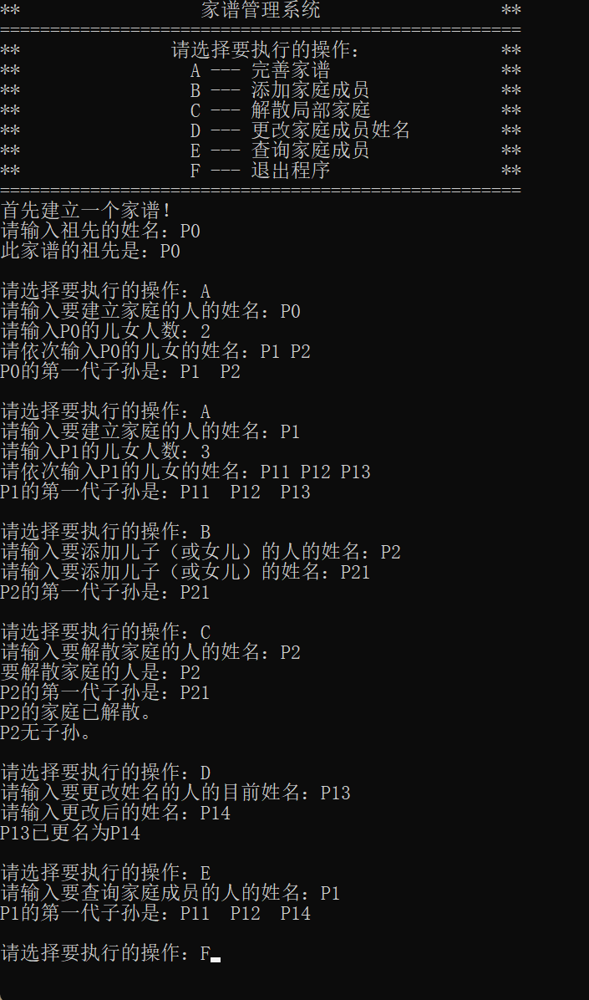 ** 家谱管理系统 **
====================================================
** 请选择要执行的操作: **
** A --- 完善家谱 **
** B --- 添加家庭成员 **
** C --- 解散局部家庭 **
** D --- 更改家庭成员姓名 **
** E --- 查询家庭成员 **
** F --- 退出程序 **
====================================================
首先建立一个家谱!
请输入祖先的姓名: P0
此家谱的祖先是: P0
请选择要执行的操作: A
请输入要建立家庭的人的姓名: P0
请输入P0的儿女人数: 2
请依次输入P0的儿女的姓名: P1 P2
P0的第一代子孙是: P1  P2
请选择要执行的操作: A
请输入要建立家庭的人的姓名: P1
请输入P1的儿女人数: 3
请依次输入P1的儿女的姓名: P11 P12 P13
P1的第一代子孙是: P11  P12  P13
请选择要执行的操作: B
请输入要添加儿子（或女儿）的人的姓名: P2
请输入要添加儿子（或女儿）的姓名: P21
P2的第一代子孙是: P21
请选择要执行的操作: C
请输入要解散家庭的人的姓名: P2
要解散家庭的人是: P2
P2的第一代子孙是: P21
P2的家庭已解散。
P2无子孙。
请选择要执行的操作: D
请输入要更改姓名的人的目前姓名: P13
请输入更改后的姓名: P14
P13已更名为P14
请选择要执行的操作: E
请输入要查询家庭成员的人的姓名: P1
P1的第一代子孙是: P11  P12  P14
请选择要执行的操作: F